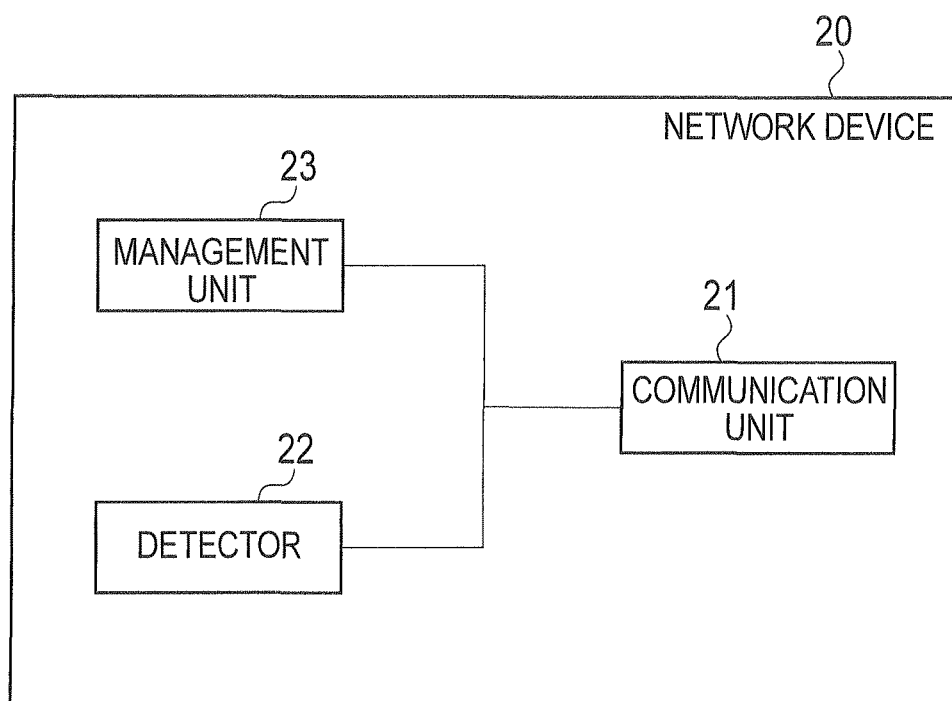 20
NETWORK DEVICE
23
MANAGEMENT
UNIT
21
COMMUNICATION
UNIT
22
DETECTOR